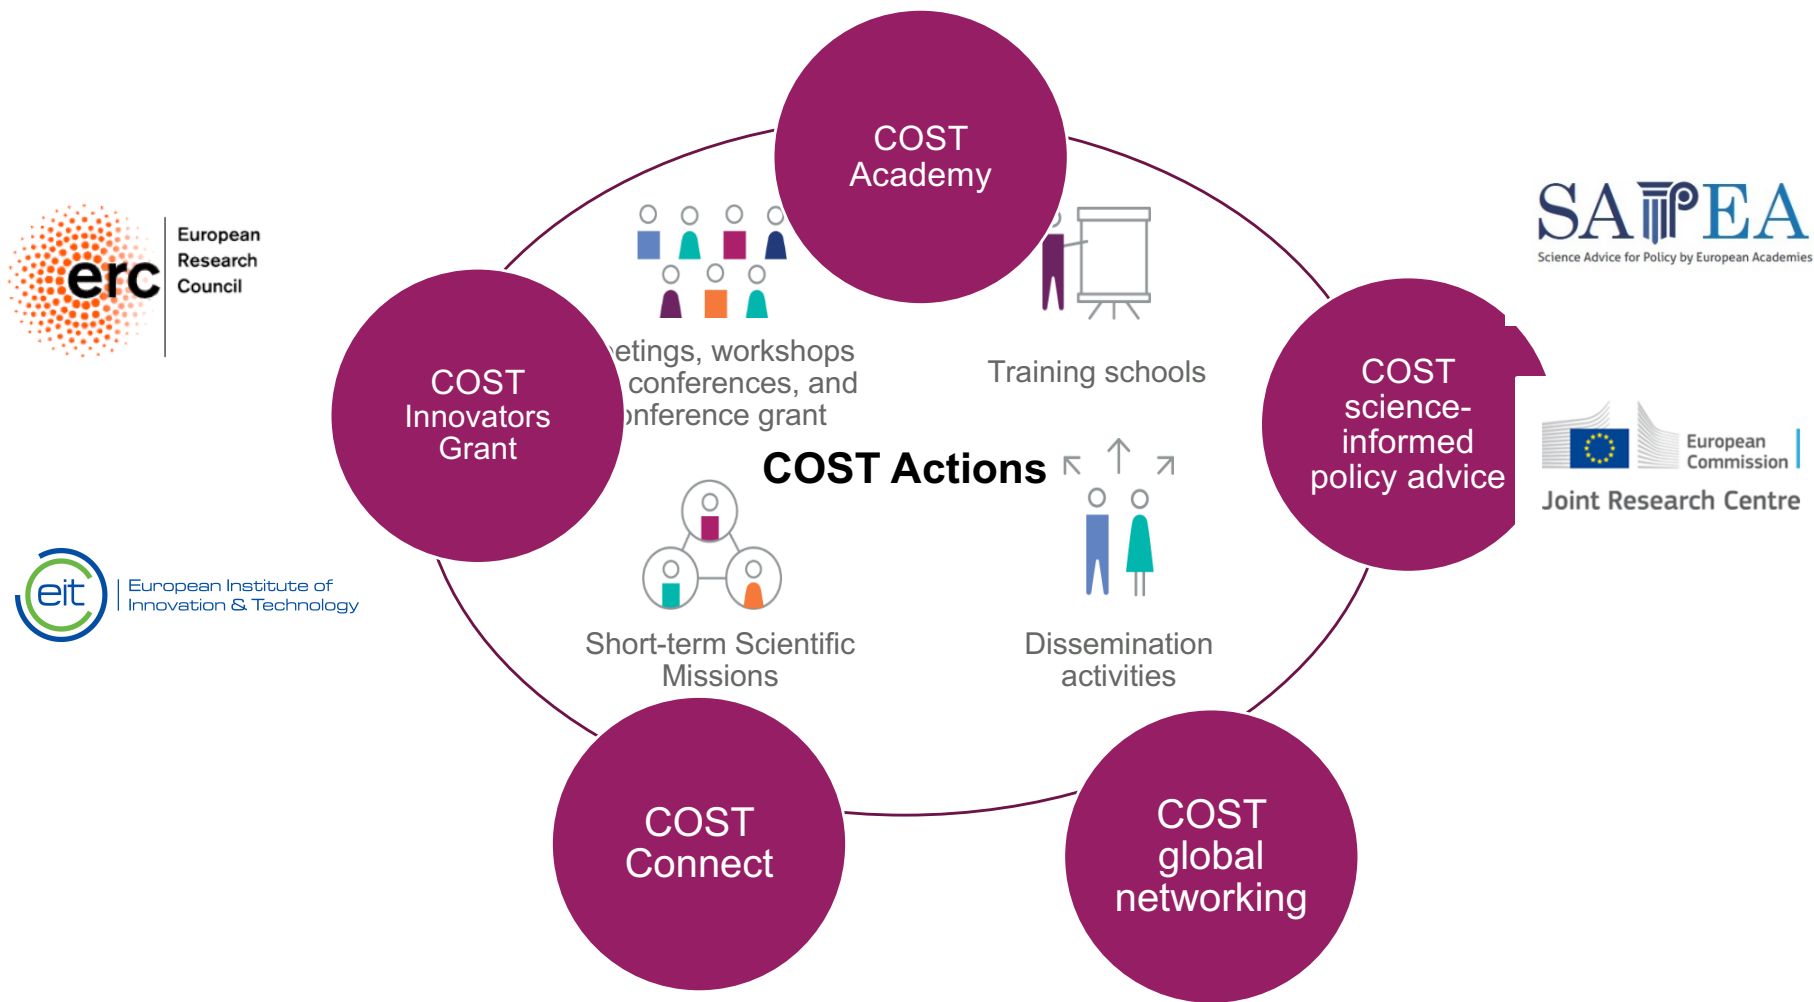 COST
Academy
erc
European
Research
Council
SAPEA
Science Advice for Policy by European Academies
COST
Innovators
Grant
etings, workshops
conferences, and
onference grant
Training schools
COST
science-
informed
policy advice
European
Commission
Joint Research Centre
COST Actions
eit
European Institute of
Innovation & Technology
Short-term Scientific
Missions
Dissemination
activities
COST
Connect
COST
global
networking